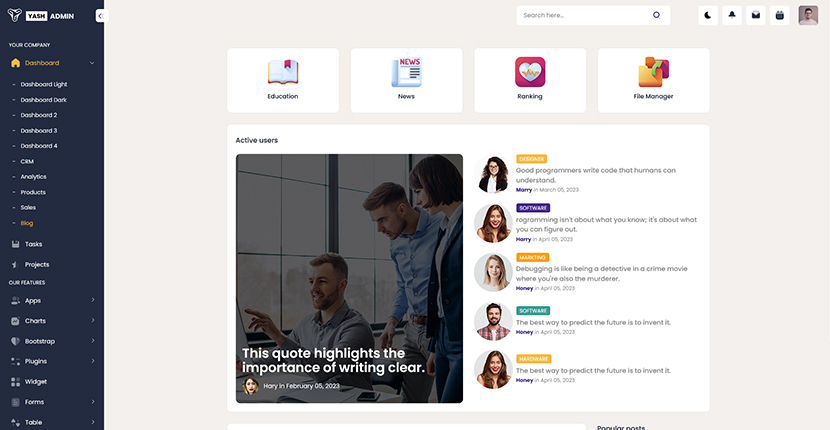 YASH ADMIN
Search here...
YOUR COMPANY
Dashboard
Dashboard Light
Dashboard Dark
Dashboard 2
Dashboard 3
Dashboard 4
CRM
Analytics
Products
Sales
Blog
Tasks
Projects
OUR FEATURES
Apps
Charts
Bootstrap
Plugins
Widget
Forms
Table
Education
NEWS
News
Ranking
File Manager
Active users
This quote highlights the
importance of writing clear.
Hary in February 05, 2023
DESIGNER
Good programmers write code that humans can
understand.
Marry in March 05, 2023
SOFTWARE
rogramming isn't about what you know; it's about what
you can figure out.
Harry in April 05, 2023
MARKTING
Debugging is like being a detective in a crime movie
where you're also the murderer.
Honey in April 05, 2023
SOFTWARE
The best way to predict the future is to invent it.
Honey in April 05, 2023
HARDWARE
The best way to predict the future is to invent it.
Honey in April 05, 2023
Popular posts